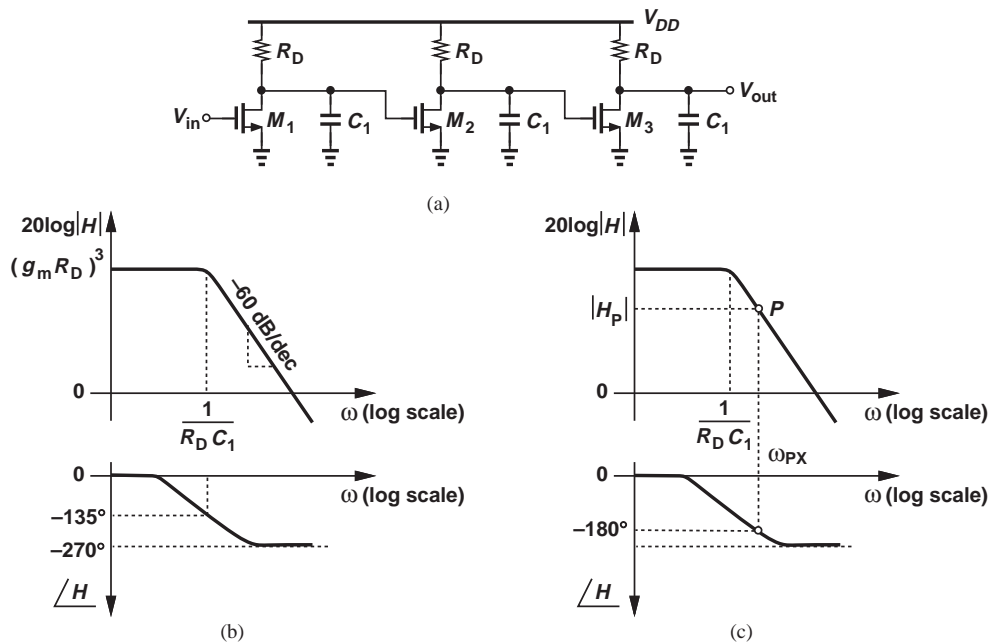 V_DD
R_D R_D R_D
V_in M_1 C_1 M_2 C_1 M_3 C_1 V_out
(a)
20log|H|
(g_m R_D)^3
–60 dB/dec
0
ω (log scale)
1
R_D C_1
0
ω (log scale)
–135°
–270°
∠H
(b)
20log|H|
|H_P|
P
0
ω (log scale)
1
R_D C_1
ω_PX
0
ω (log scale)
–180°
∠H
(c)